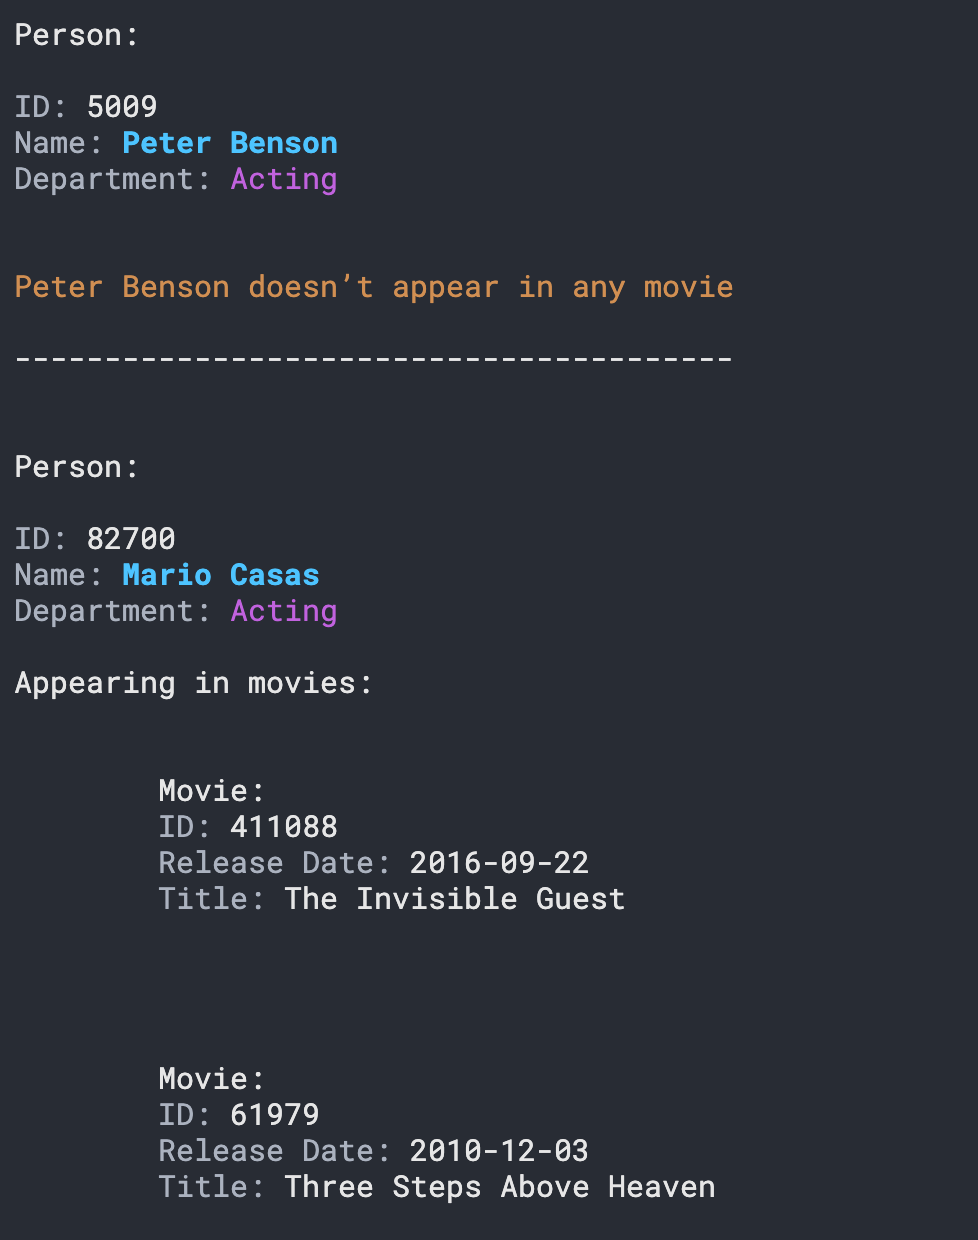 Person:
ID: 5009
Name: Peter Benson
Department: Acting
Peter Benson doesn’t appear in any movie
----------------------------------------
Person:
ID: 82700
Name: Mario Casas
Department: Acting
Appearing in movies:
Movie:
ID: 411088
Release Date: 2016-09-22
Title: The Invisible Guest
Movie:
ID: 61979
Release Date: 2010-12-03
Title: Three Steps Above Heaven